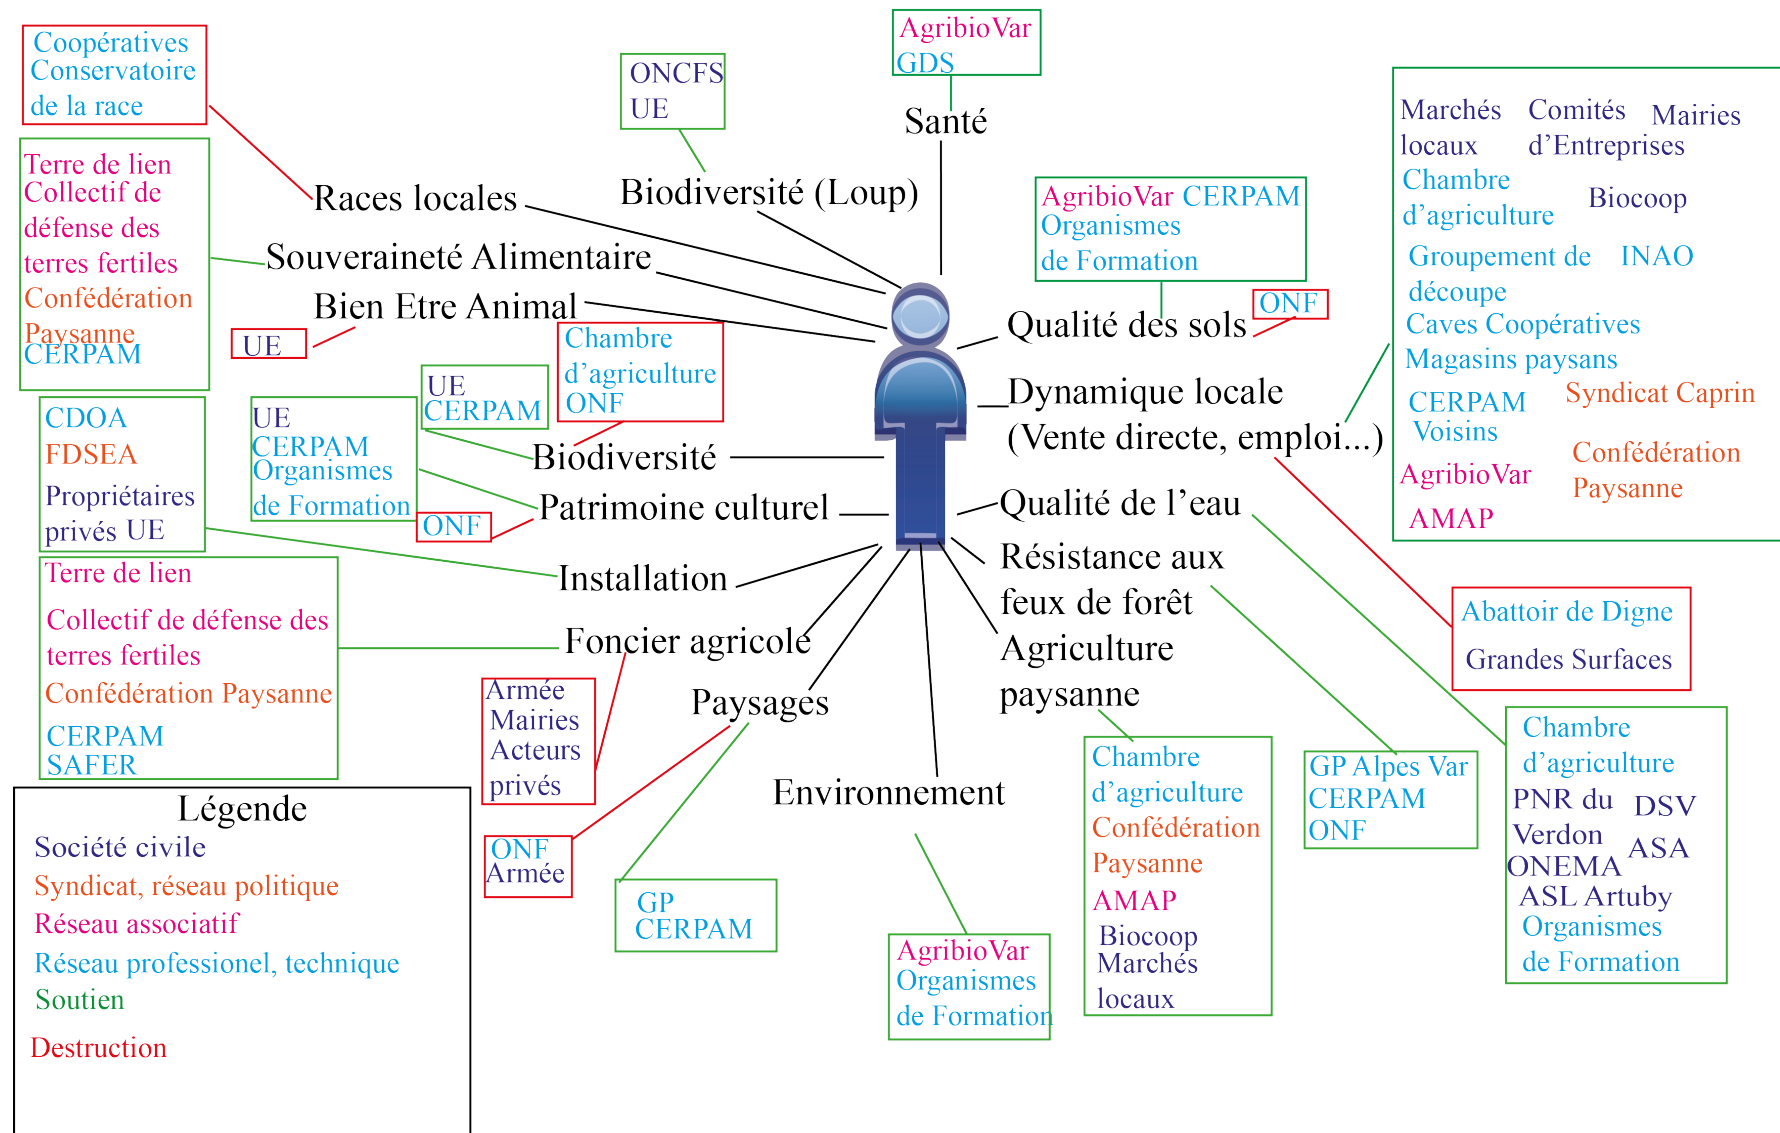 Coopératives
Conservatoire
de la race
Terre de lien
Collectif de
défense des
terres fertiles
Confédération
Paysanne
CERPAM
Races locales
Souveraineté Alimentaire
Bien Etre Animal
UE
ONCFS
UE
Biodiversité (Loup)
AgribioVar
GDS
Santé
AgribioVar CERPAM
Organismes
de Formation
Qualité des sols
ONF
Dynamique locale
(Vente directe, emploi...)
Marchés
locaux
Comités
d’Entreprises
Mairies
Chambre
d’agriculture
Biocoop
Groupement de
découpe
INAO
Caves Coopératives
Magasins paysans
CERPAM
Voisins
Syndicat Caprin
AgribioVar
Confédération
Paysanne
AMAP
Chambre
d’agriculture
ONF
UE
CERPAM
Biodiversité
UE
CERPAM
Organismes
de Formation
ONF
Patrimoine culturel
CDOA
FDSEA
Propriétaires
privés UE
Installation
Terre de lien
Collectif de défense des
terres fertiles
Confédération Paysanne
CERPAM
SAFER
Foncier agricole
Armée
Mairies
Acteurs
privés
Paysages
ONF
Armée
GP
CERPAM
Environnement
AgribioVar
Organismes
de Formation
Qualité de l’eau
Résistance aux
feux de forêt
Agriculture
paysanne
Chambre
d’agriculture
Confédération
Paysanne
AMAP
Biocoop
Marchés
locaux
GP Alpes Var
CERPAM
ONF
Abattoir de Digne
Grandes Surfaces
Chambre
d’agriculture
PNR du
Verdon
DSV
ASA
ONEMA
ASL Artuby
Organismes
de Formation
Légende
Société civile
Syndicat, réseau politique
Réseau associatif
Réseau professionel, technique
Soutien
Destruction